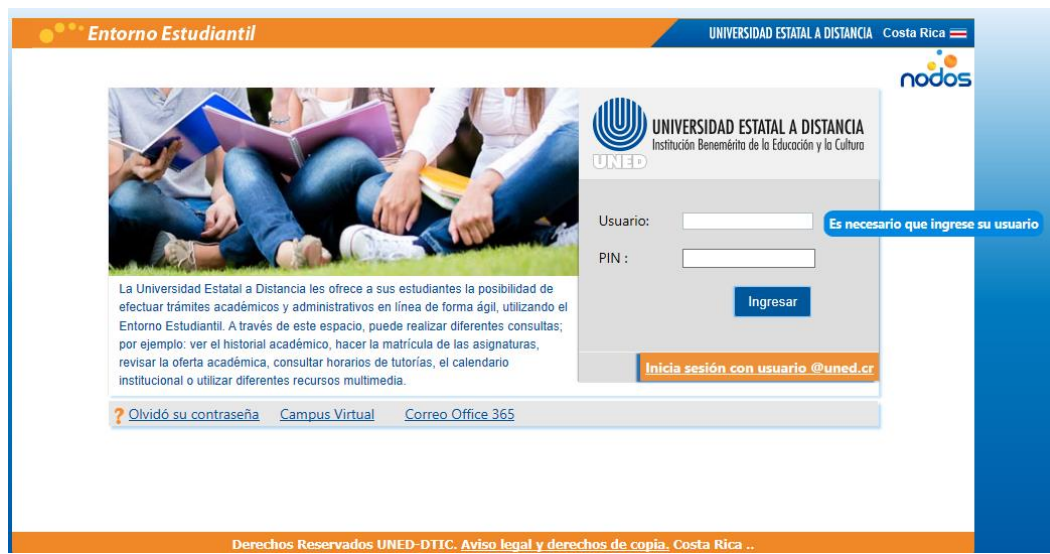 Entorno Estudiantil
UNIVERSIDAD ESTATAL A DISTANCIA Costa Rica
nodos
UNIVERSIDAD ESTATAL A DISTANCIA
Institución Benemérita de la Educación y la Cultura
UNED
Usuario:
Es necesario que ingrese su usuario
PIN :
Ingresar
Inicia sesión con usuario @uned.cr
La Universidad Estatal a Distancia les ofrece a sus estudiantes la posibilidad de
efectuar trámites académicos y administrativos en línea de forma ágil, utilizando el
Entorno Estudiantil. A través de este espacio, puede realizar diferentes consultas;
por ejemplo: ver el historial académico, hacer la matrícula de las asignaturas,
revisar la oferta académica, consultar horarios de tutorías, el calendario
institucional o utilizar diferentes recursos multimedia.
? Olvidó su contraseña Campus Virtual Correo Office 365
Derechos Reservados UNED-DTIC. Aviso legal y derechos de copia. Costa Rica ..